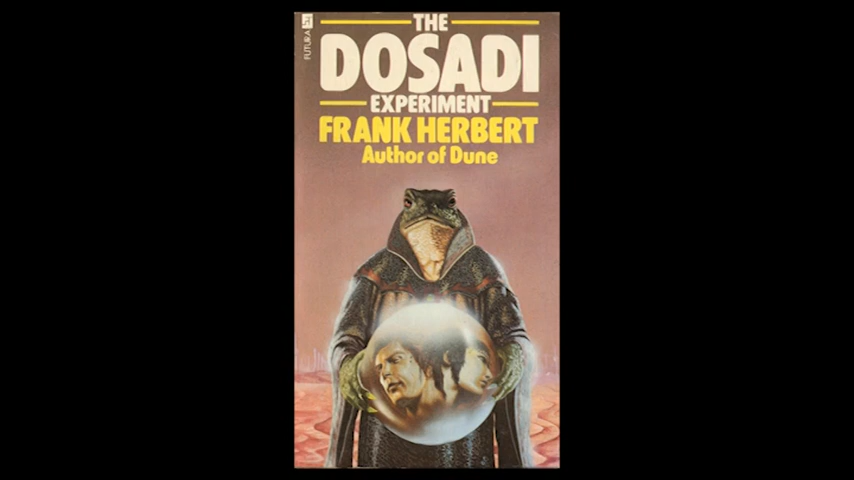 FUTURA
THE
DOSADI
EXPERIMENT
FRANK HERBERT
Author of Dune